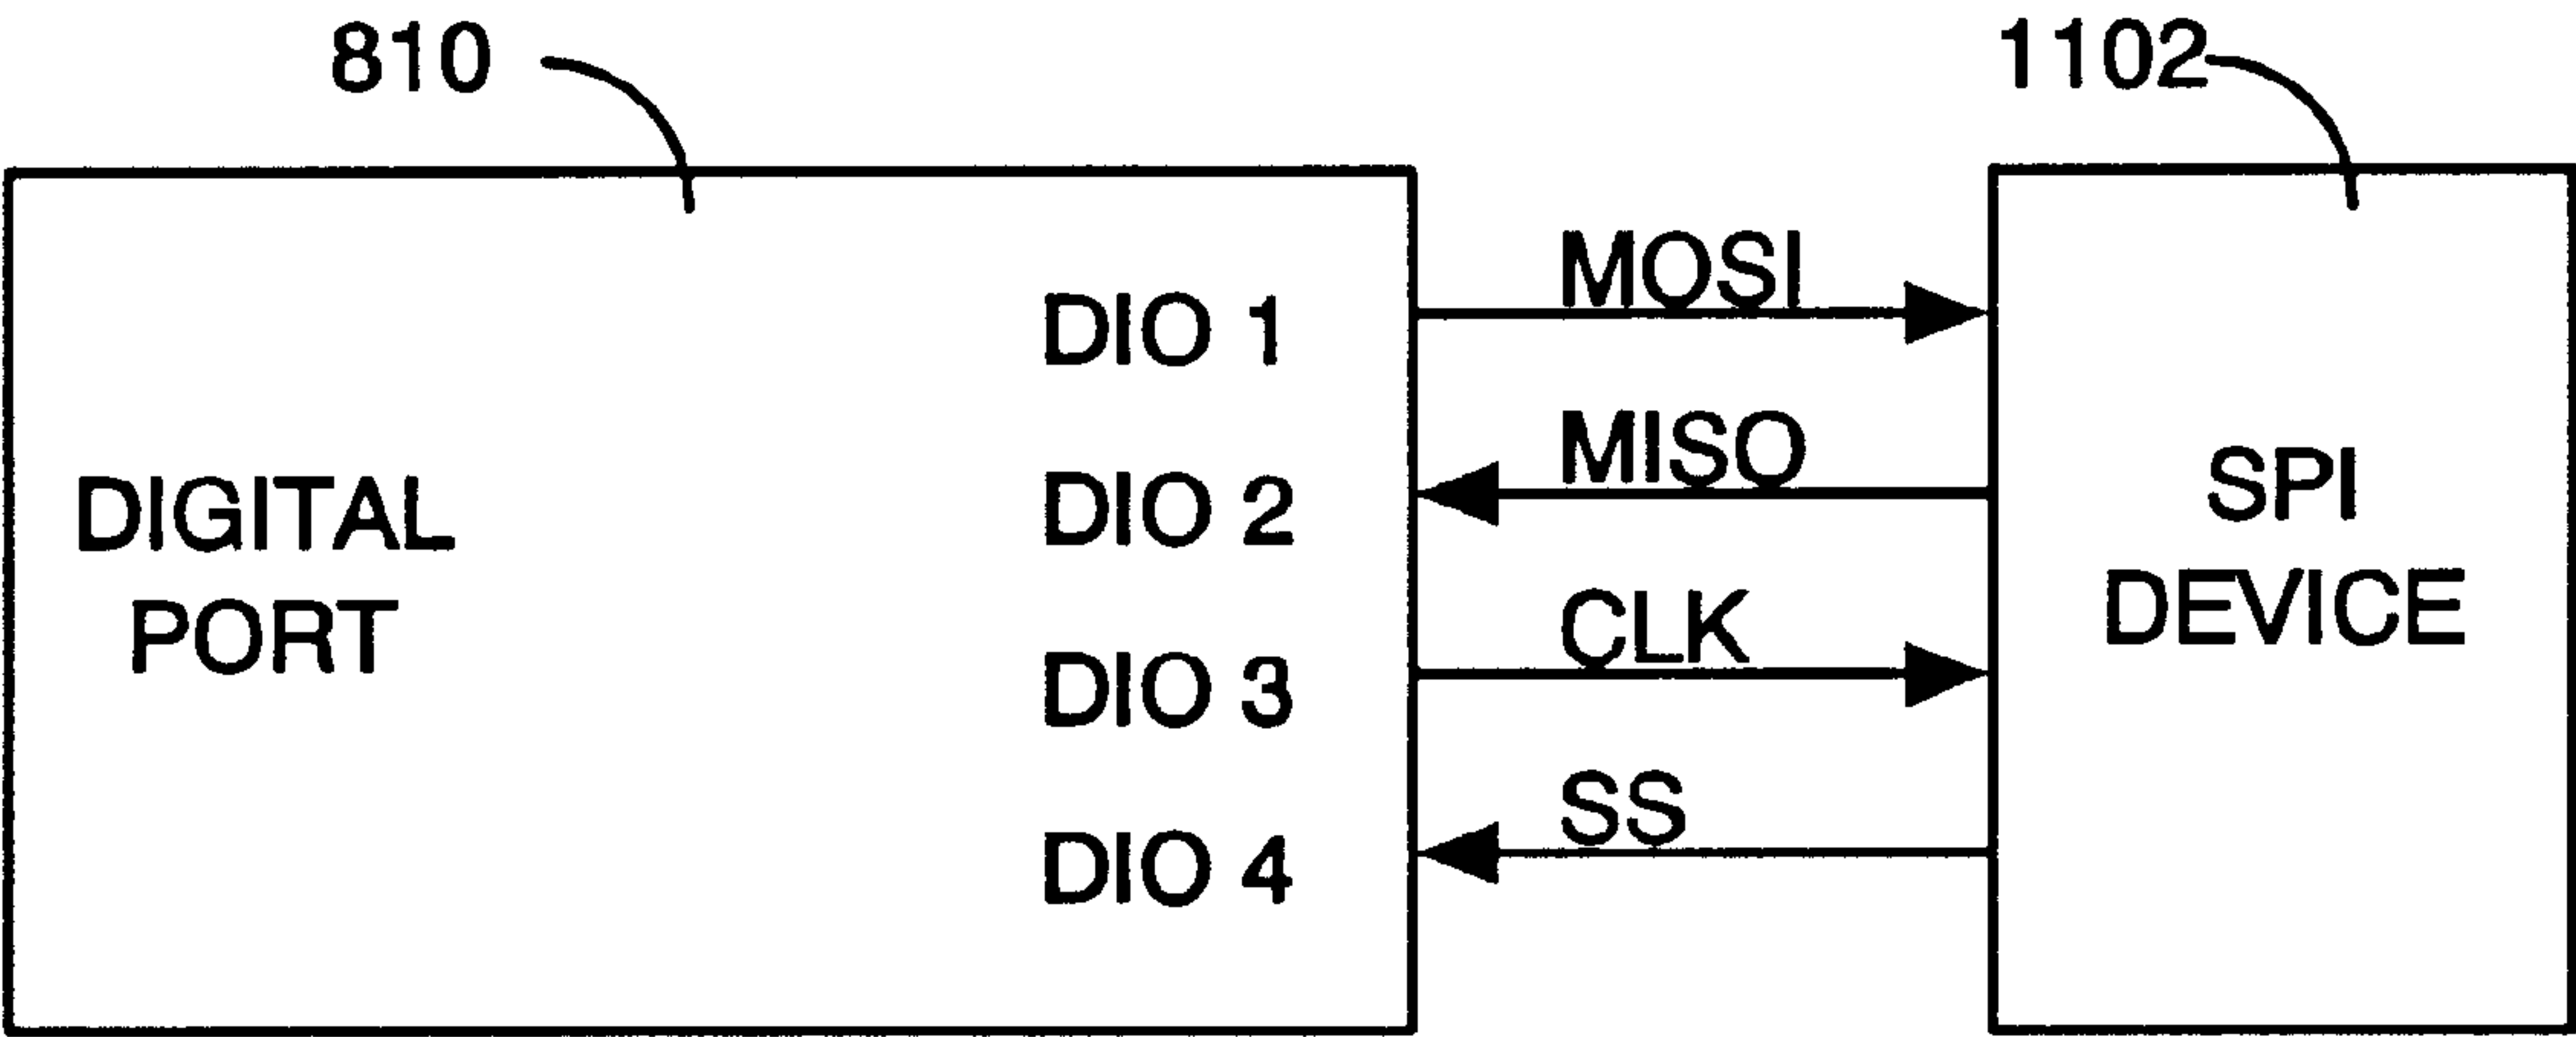 810
1102
DIGITAL
PORT
DIO 1
DIO 2
DIO 3
DIO 4
MOSI
MISO
CLK
SS
SPI
DEVICE